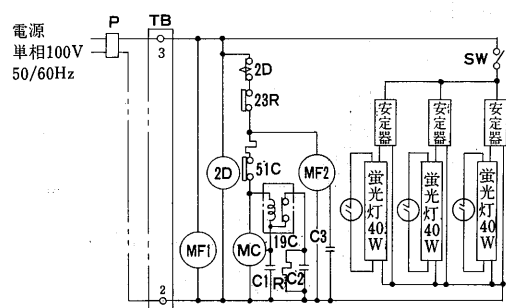 電源
単相100V
50/60Hz
P
TB
3
SW
2D
23R
安定器
安定器
安定器
51C
2D
MF2
蛍光灯40W
蛍光灯40W
蛍光灯40W
19C
C3
MF1
MC
C1
R
C2
2